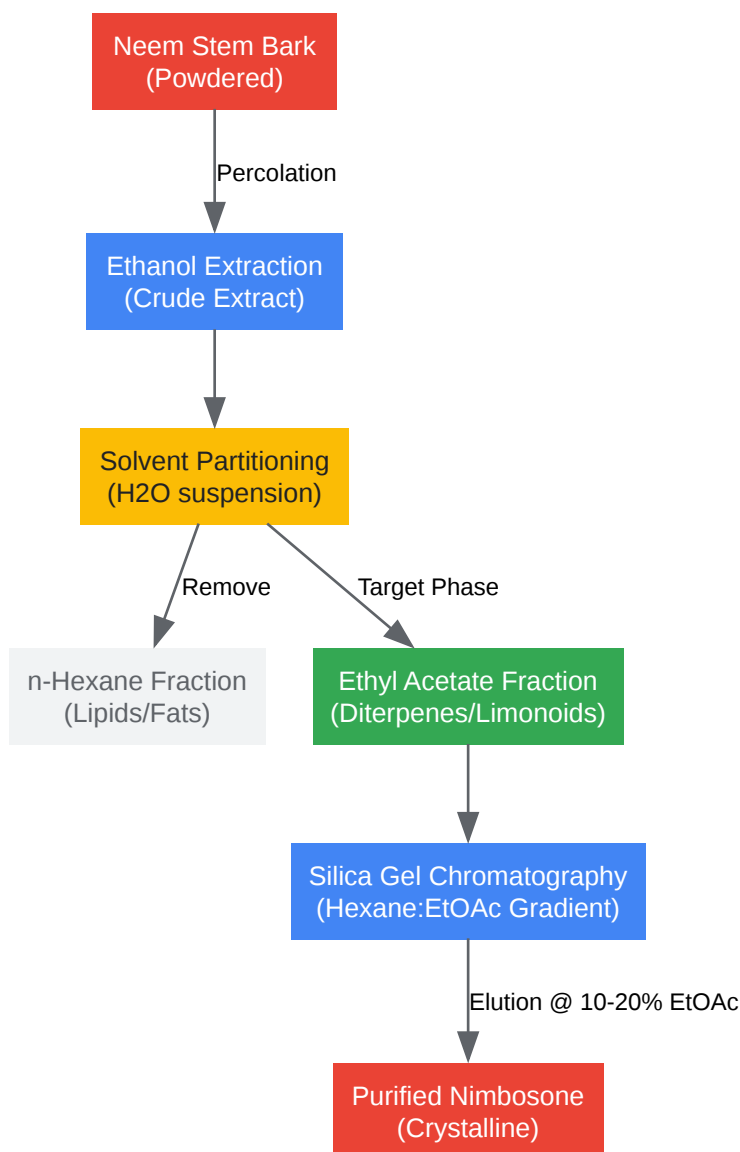 Neem Stem Bark
(Powdered)
Percolation
Ethanol Extraction
(Crude Extract)
Solvent Partitioning
(H2O suspension)
Remove
Target Phase
n-Hexane Fraction
(Lipids/Fats)
Ethyl Acetate Fraction
(Diterpenes/Limonoids)
Silica Gel Chromatography
(Hexane:EtOAc Gradient)
Elution @ 10-20% EtOAc
Purified Nimbosone
(Crystalline)